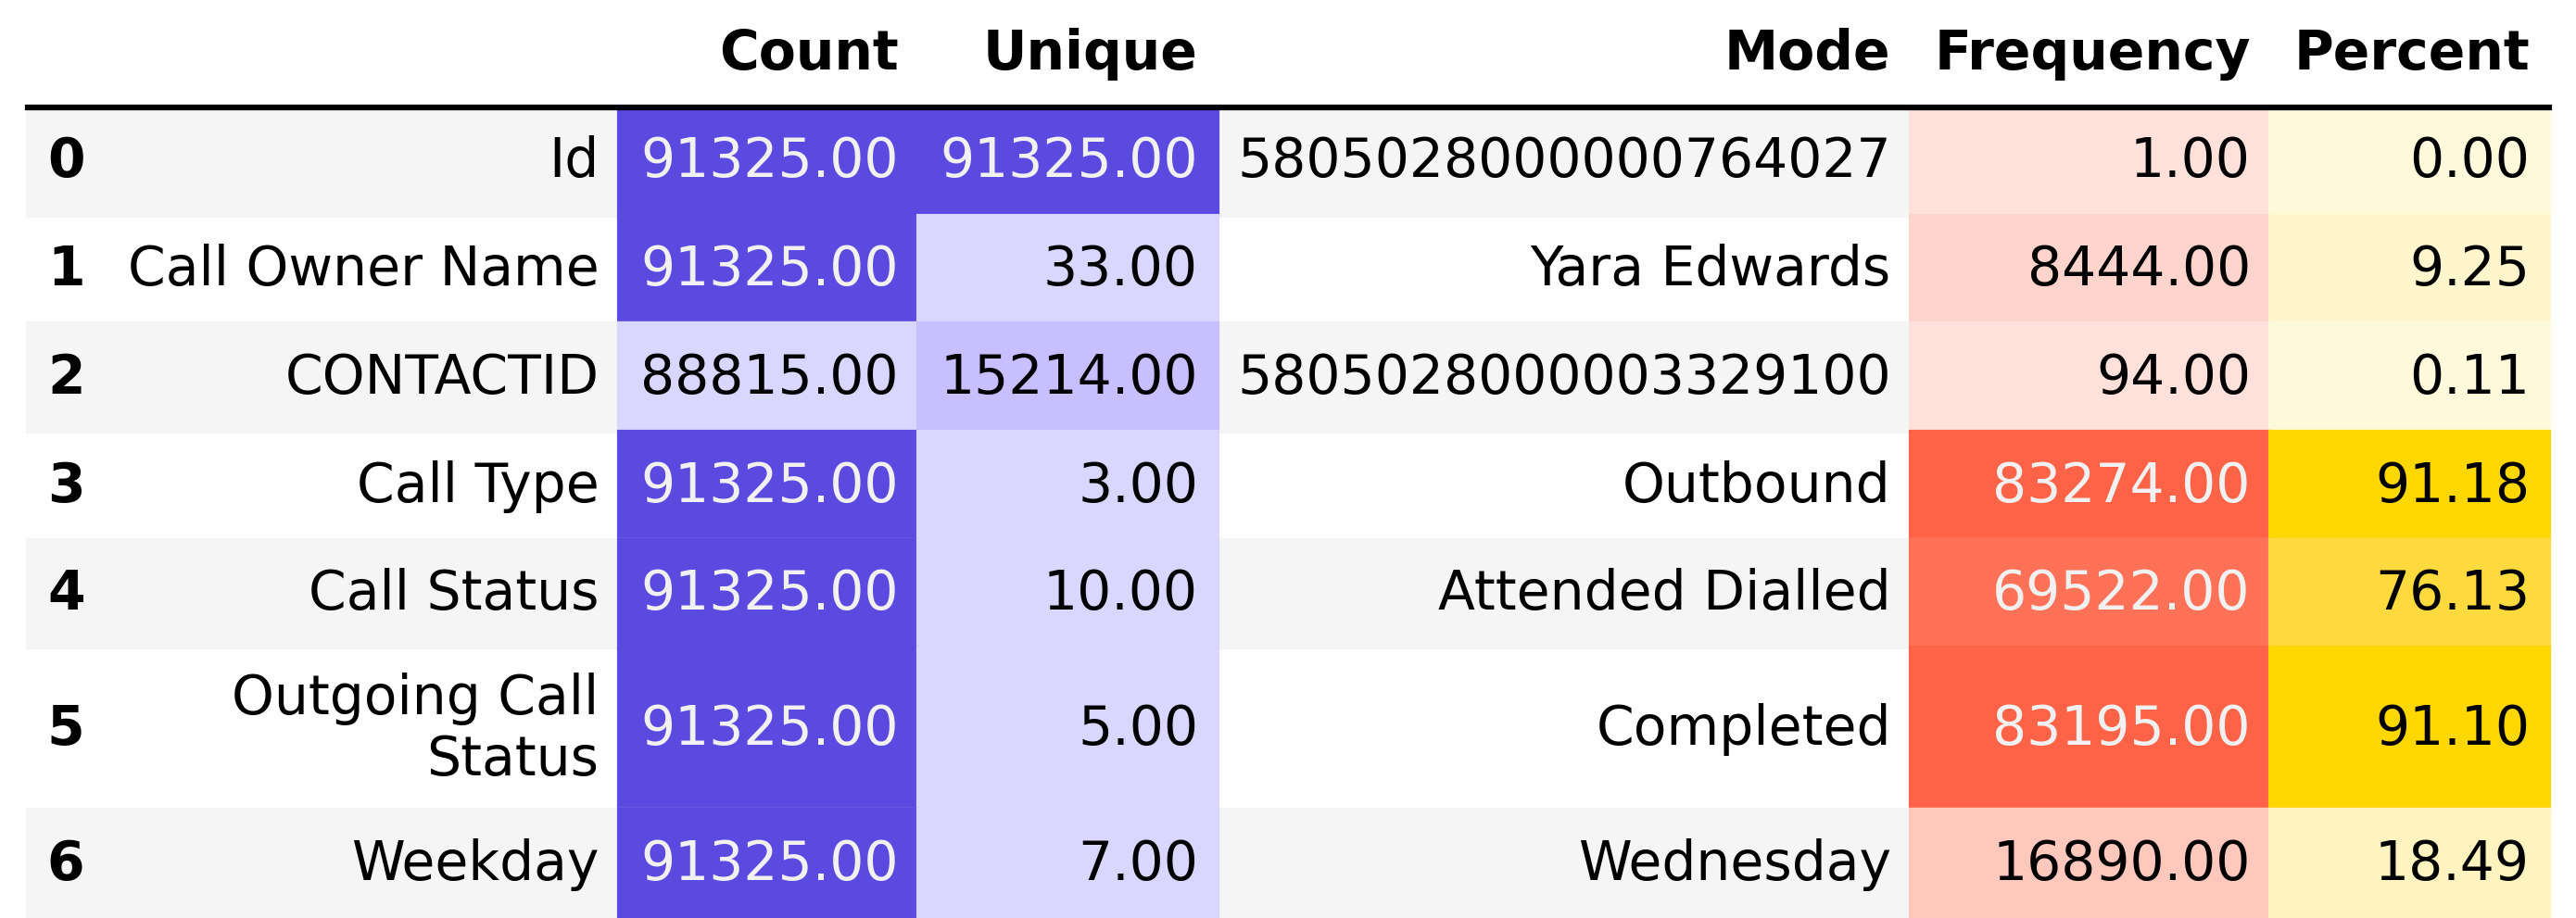 Count Unique Mode Frequency Percent
0 Id 91325.00 91325.00 5805028000000764027 1.00 0.00
1 Call Owner Name 91325.00 33.00 Yara Edwards 8444.00 9.25
2 CONTACTID 88815.00 15214.00 5805028000003329100 94.00 0.11
3 Call Type 91325.00 3.00 Outbound 83274.00 91.18
4 Call Status 91325.00 10.00 Attended Dialled 69522.00 76.13
5 Outgoing Call
Status 91325.00 5.00 Completed 83195.00 91.10
6 Weekday 91325.00 7.00 Wednesday 16890.00 18.49